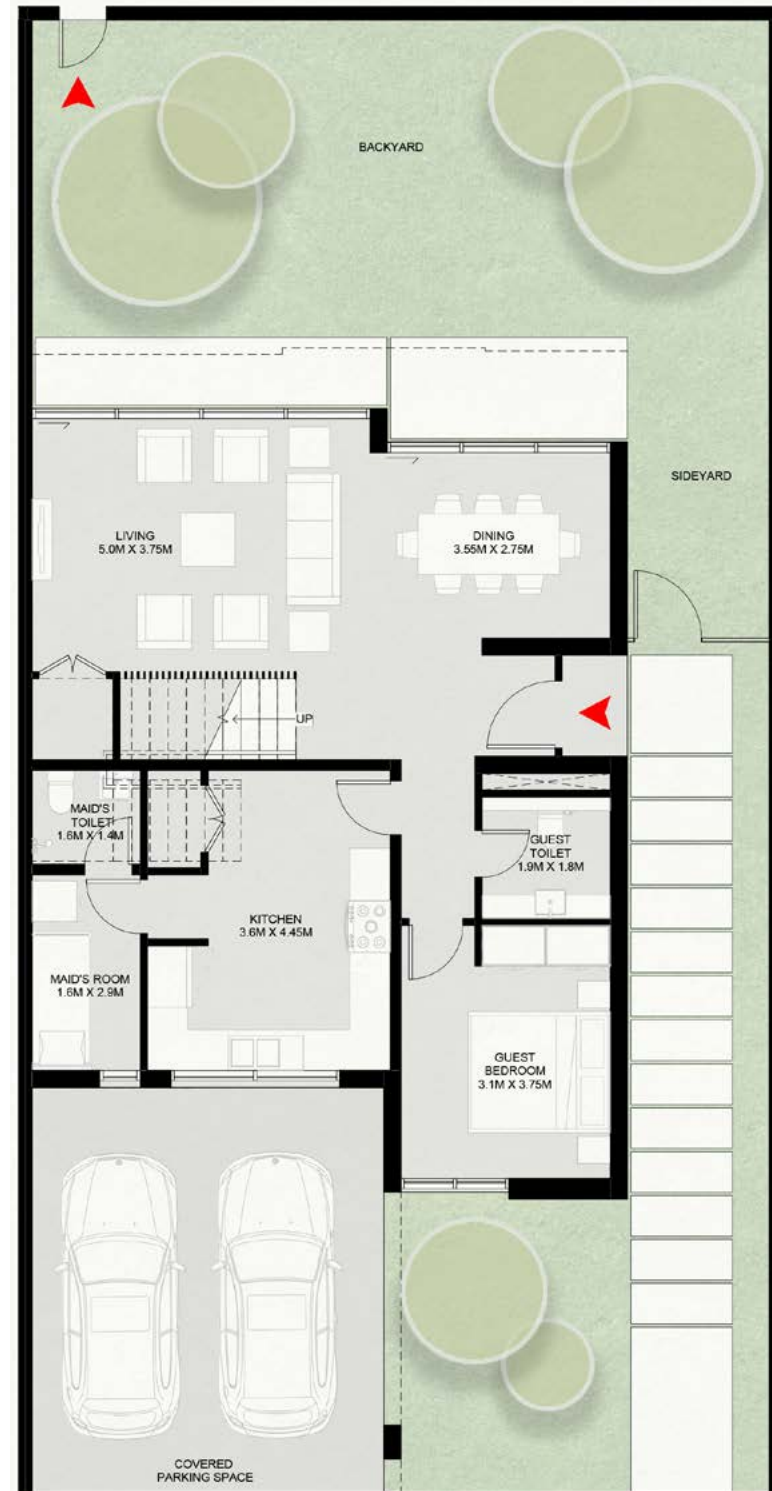 BACKYARD
SIDEYARD
LIVING
5.0M X 3.75M
DINING
3.55M X 2.75M
UP
MAID'S
TOILET
1.6M X 1.4M
GUEST
TOILET
1.9M X 1.8M
KITCHEN
3.6M X 4.45M
MAID'S ROOM
1.6M X 2.9M
GUEST
BEDROOM
3.1M X 3.75M
COVERED
PARKING SPACE